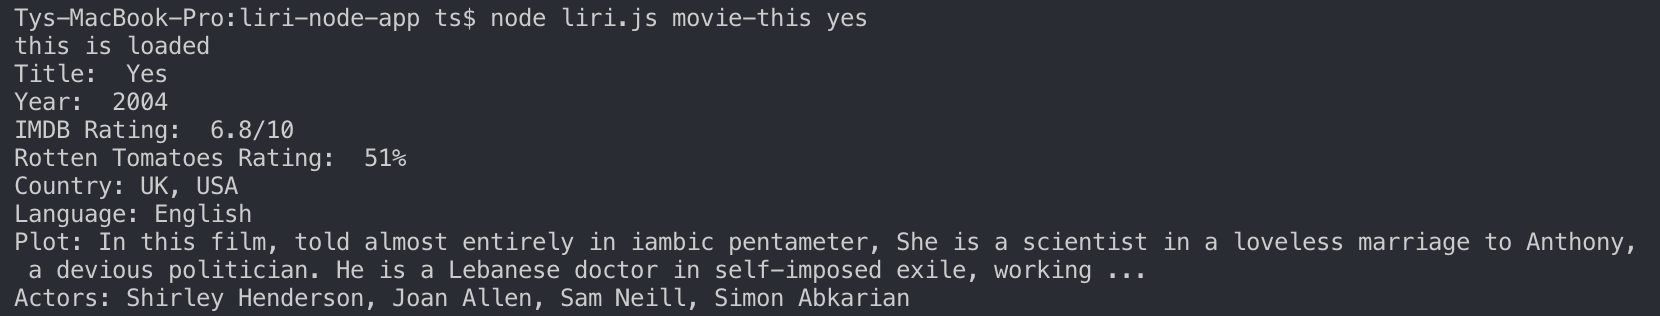 Tys-MacBook-Pro:liri-node-app ts$ node liri.js movie-this yes
this is loaded
Title:  Yes
Year:  2004
IMDB Rating:  6.8/10
Rotten Tomatoes Rating:  51%
Country: UK, USA
Language: English
Plot: In this film, told almost entirely in iambic pentameter, She is a scientist in a loveless marriage to Anthony,
 a devious politician. He is a Lebanese doctor in self-imposed exile, working ...
Actors: Shirley Henderson, Joan Allen, Sam Neill, Simon Abkarian